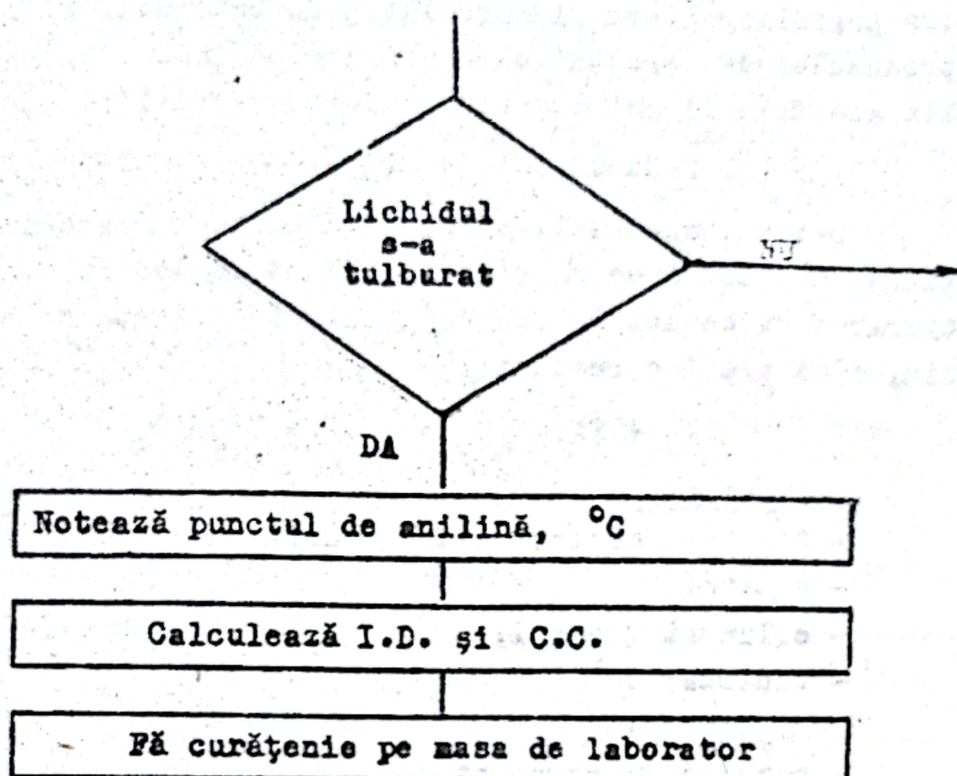 Lichidul
s-a
tulburat
NU
DA
Notează punctul de anilină, °C
Calculează I.D. şi C.C.
Fă curăţenie pe masa de laborator